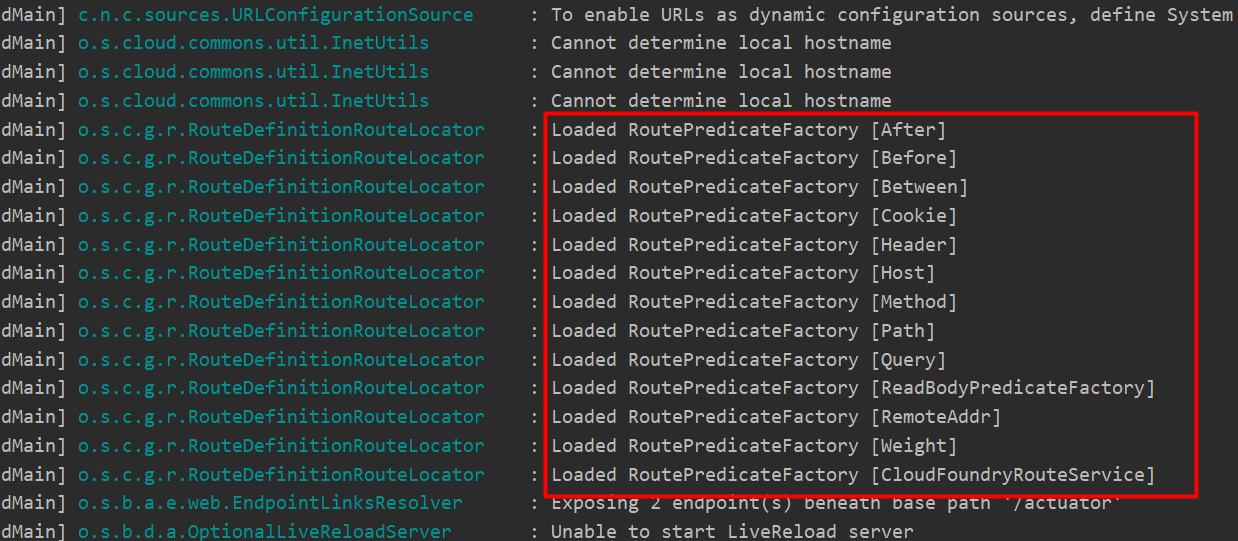 dMain] c.n.c.sources.URLConfigurationSource : To enable URLs as dynamic configuration sources, define System
dMain] o.s.cloud.commons.util.InetUtils : Cannot determine local hostname
dMain] o.s.cloud.commons.util.InetUtils : Cannot determine local hostname
dMain] o.s.cloud.commons.util.InetUtils : Cannot determine local hostname
dMain] o.s.c.g.r.RouteDefinitionRouteLocator : Loaded RoutePredicateFactory [After]
dMain] o.s.c.g.r.RouteDefinitionRouteLocator : Loaded RoutePredicateFactory [Before]
dMain] o.s.c.g.r.RouteDefinitionRouteLocator : Loaded RoutePredicateFactory [Between]
dMain] o.s.c.g.r.RouteDefinitionRouteLocator : Loaded RoutePredicateFactory [Cookie]
dMain] o.s.c.g.r.RouteDefinitionRouteLocator : Loaded RoutePredicateFactory [Header]
dMain] o.s.c.g.r.RouteDefinitionRouteLocator : Loaded RoutePredicateFactory [Host]
dMain] o.s.c.g.r.RouteDefinitionRouteLocator : Loaded RoutePredicateFactory [Method]
dMain] o.s.c.g.r.RouteDefinitionRouteLocator : Loaded RoutePredicateFactory [Path]
dMain] o.s.c.g.r.RouteDefinitionRouteLocator : Loaded RoutePredicateFactory [Query]
dMain] o.s.c.g.r.RouteDefinitionRouteLocator : Loaded RoutePredicateFactory [ReadBodyPredicateFactory]
dMain] o.s.c.g.r.RouteDefinitionRouteLocator : Loaded RoutePredicateFactory [RemoteAddr]
dMain] o.s.c.g.r.RouteDefinitionRouteLocator : Loaded RoutePredicateFactory [Weight]
dMain] o.s.c.g.r.RouteDefinitionRouteLocator : Loaded RoutePredicateFactory [CloudFoundryRouteService]
dMain] o.s.b.a.e.web.EndpointLinksResolver : Exposing 2 endpoint(s) beneath base path '/actuator'
dMain] o.s.b.d.a.OptionalLiveReloadServer : Unable to start LiveReload server